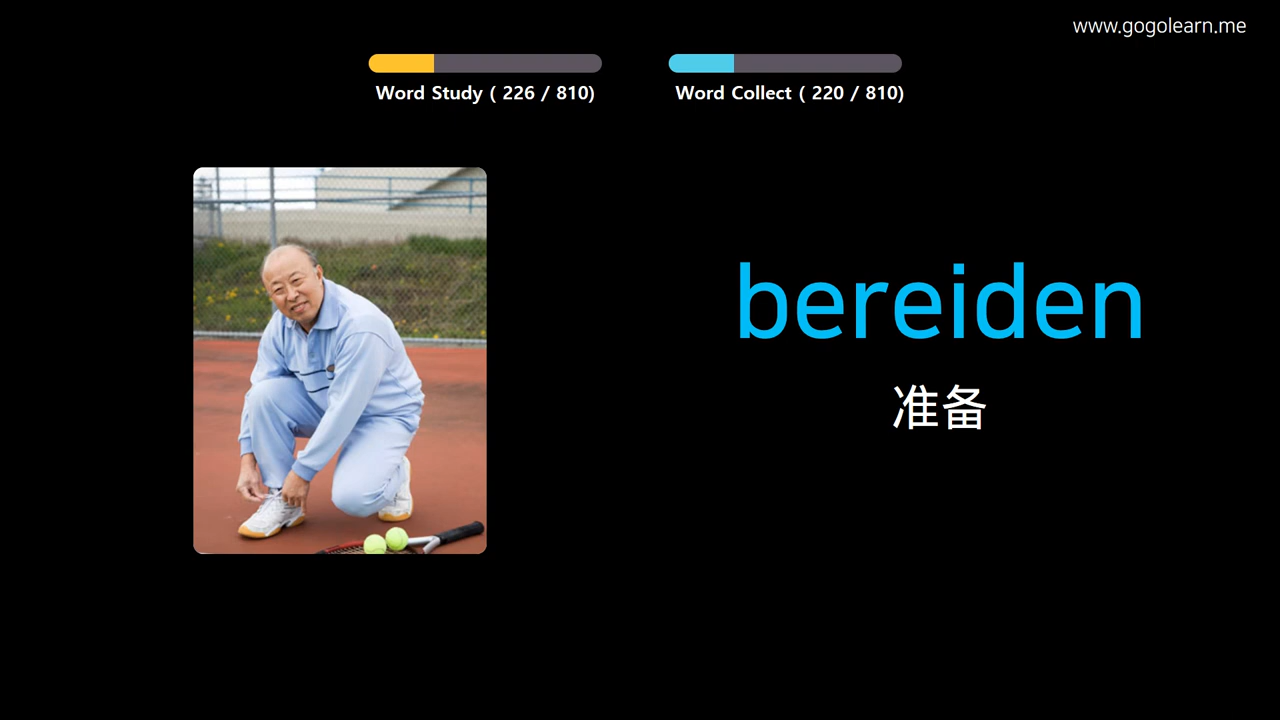 www.gogolearn.me
Word Study ( 226 / 810)
Word Collect ( 220 / 810)
bereiden
准备